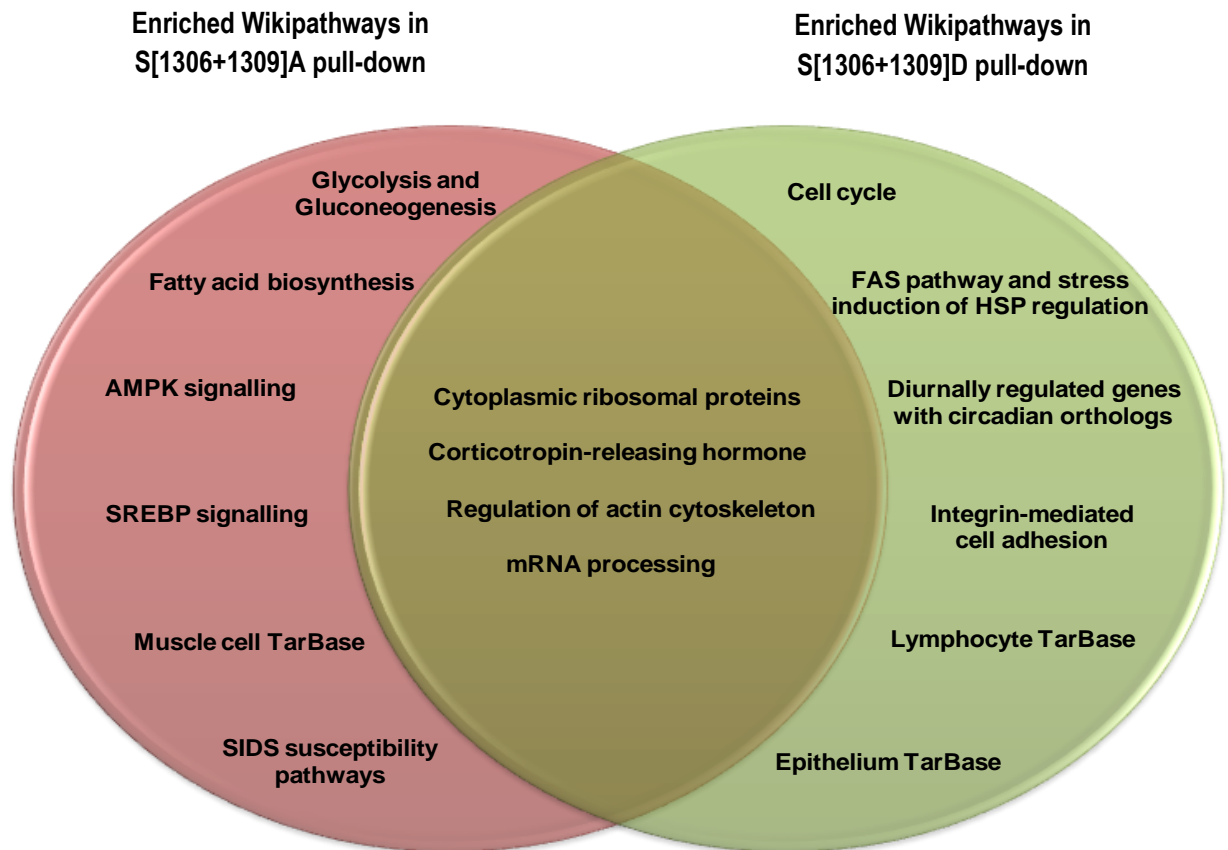 Enriched Wikipathways in
S[1306+1309]A pull-down
Enriched Wikipathways in
S[1306+1309]D pull-down
Glycolysis and
Gluconeogenesis
Fatty acid biosynthesis
AMPK signalling
SREBP signalling
Muscle cell TarBase
SIDS susceptibility
pathways
Cytoplasmic ribosomal proteins
Corticotropin-releasing hormone
Regulation of actin cytoskeleton
mRNA processing
Cell cycle
FAS pathway and stress
induction of HSP regulation
Diurnally regulated genes
with circadian orthologs
Integrin-mediated
cell adhesion
Lymphocyte TarBase
Epithelium TarBase